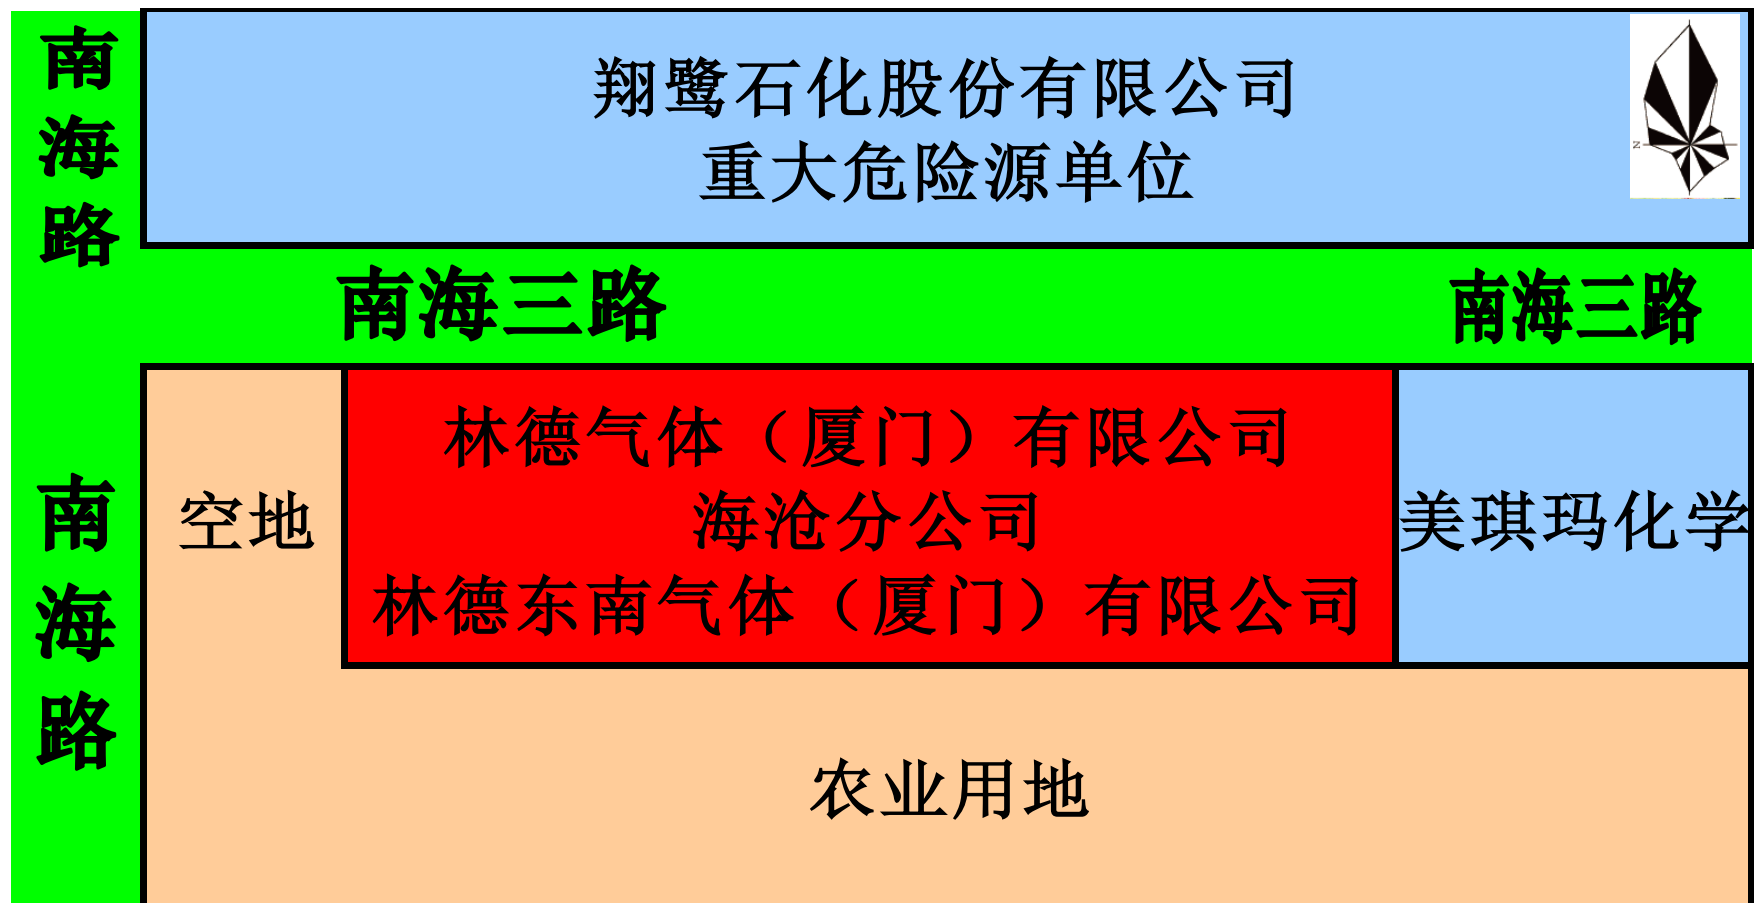 南海路
翔鹭石化股份有限公司
重大危险源单位
N
南海三路
南海三路
南海路
空地
林德气体（厦门）有限公司
海沧分公司
林德东南气体（厦门）有限公司
美琪玛化学
农业用地